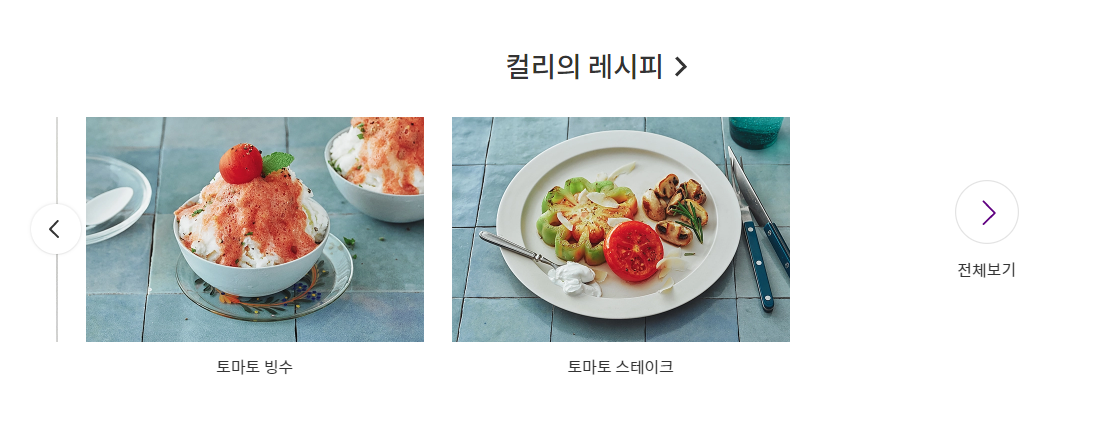 컬리의 레시피
토마토 빙수
토마토 스테이크
전체보기